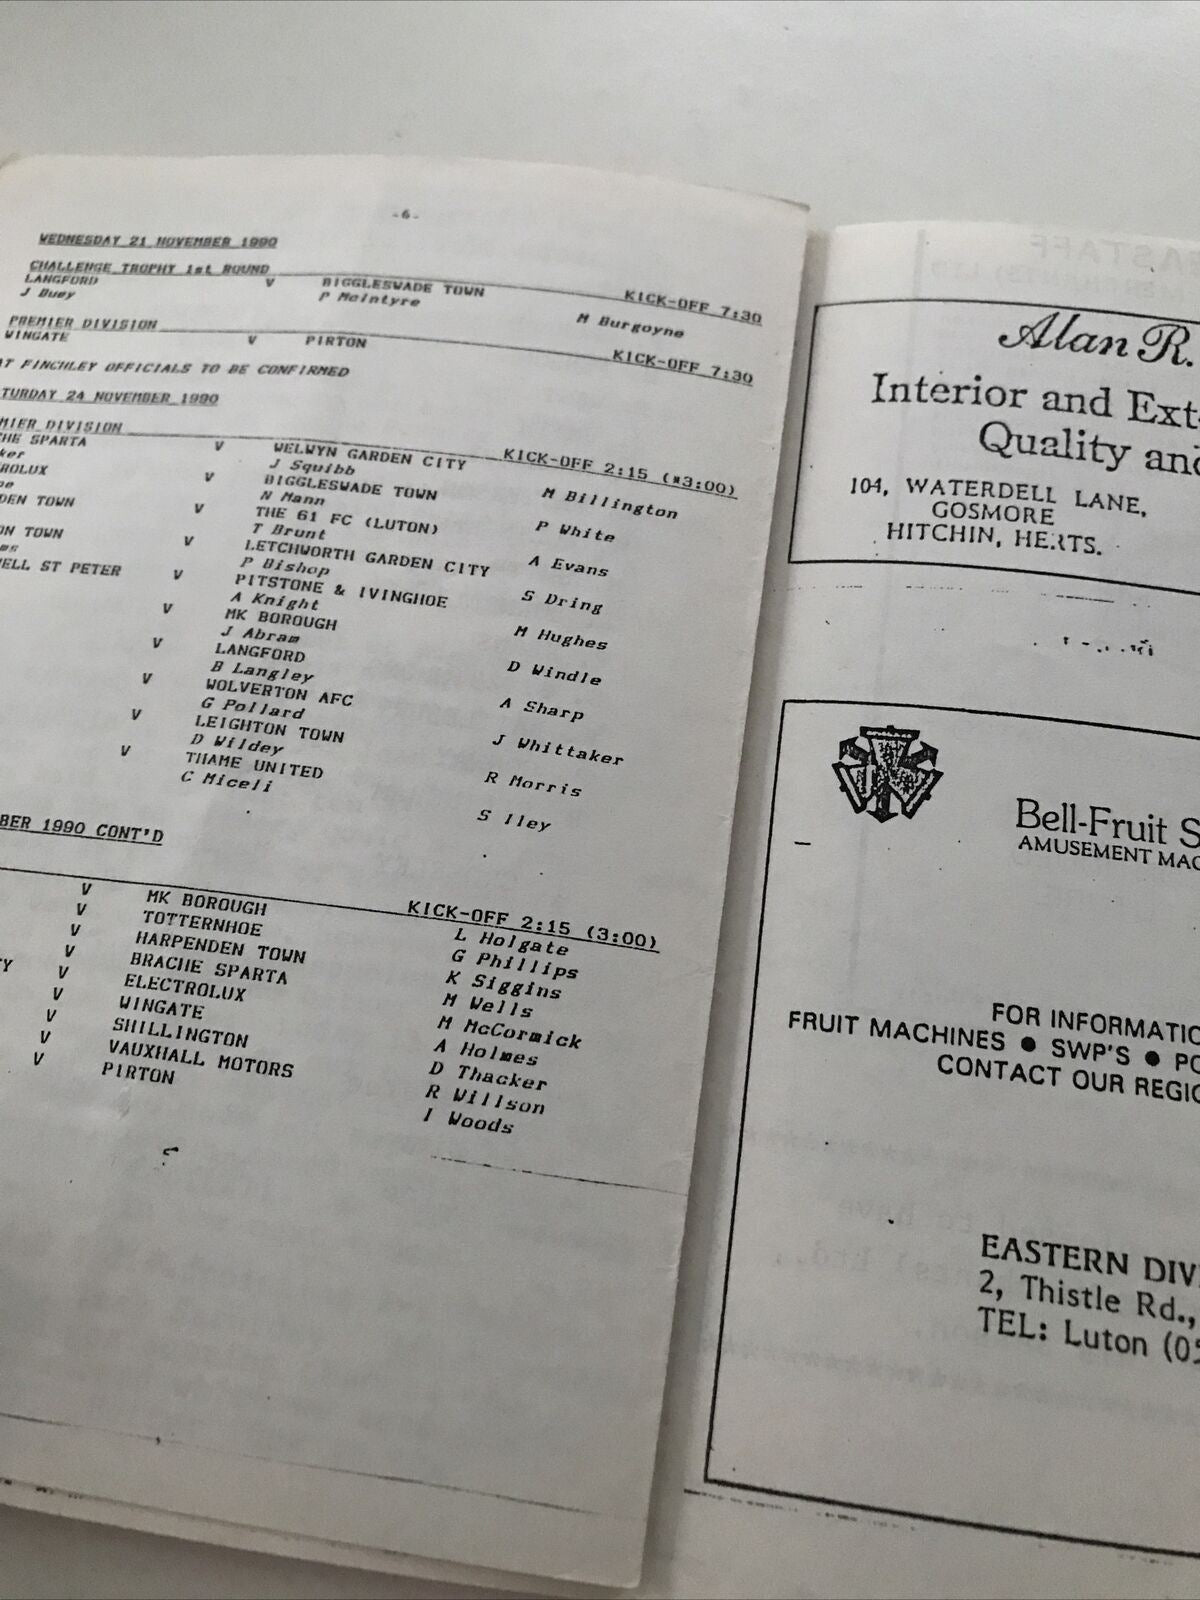 -6-
WEDNESDAY 21 NOVEMBER 1990
CHALLENGE TROPHY 1st ROUND KICK-OFF 7:30
LANGFORD v BIGGLESWADE TOWN
J Buey P McIntyre M Burgoyne
PREMIER DIVISION KICK-OFF 7:30
WINGATE v PIRTON
AT FINCHLEY OFFICIALS TO BE CONFIRMED
TURDAY 24 NOVEMBER 1990
MIER DIVISION KICK-OFF 2:15 (*3:00)
HE SPARTA v WELWYN GARDEN CITY
ker J Squibb M Billington
ROLUX v BIGGLESWADE TOWN
N Mann P White
DEN TOWN v THE 61 FC (LUTON)
T Brunt A Evans
ON TOWN v LETCHWORTH GARDEN CITY
ms P Bishop S Dring
WELL ST PETER v PITSTONE & IVINGHOE
A Knight M Hughes
v MK BOROUGH
J Abram D Windle
v LANGFORD
B Langley A Sharp
v WOLVERTON AFC
G Pollard J Whittaker
v LEIGHTON TOWN
D Wildey R Morris
v THAME UNITED
C Miceli S Iley
BER 1990 CONT'D
KICK-OFF 2:15 (3:00)
v MK BOROUGH L Holgate
v TOTTERNHOE G Phillips
v HARPENDEN TOWN K Siggins
v BRACHE SPARTA M Wells
TY v ELECTROLUX M McCormick
v WINGATE A Holmes
v SHILLINGTON D Thacker
v VAUXHALL MOTORS R Willson
v PIRTON I Woods
Alan R.
Interior and Ext
Quality and
104, WATERDELL LANE,
GOSMORE
HITCHIN, HERTS.
Bell-Fruit S
AMUSEMENT MAC
FOR INFORMATIO
FRUIT MACHINES ● SWP'S ● PO
CONTACT OUR REGIO
EASTERN DIVI
2, Thistle Rd.,
TEL: Luton (05